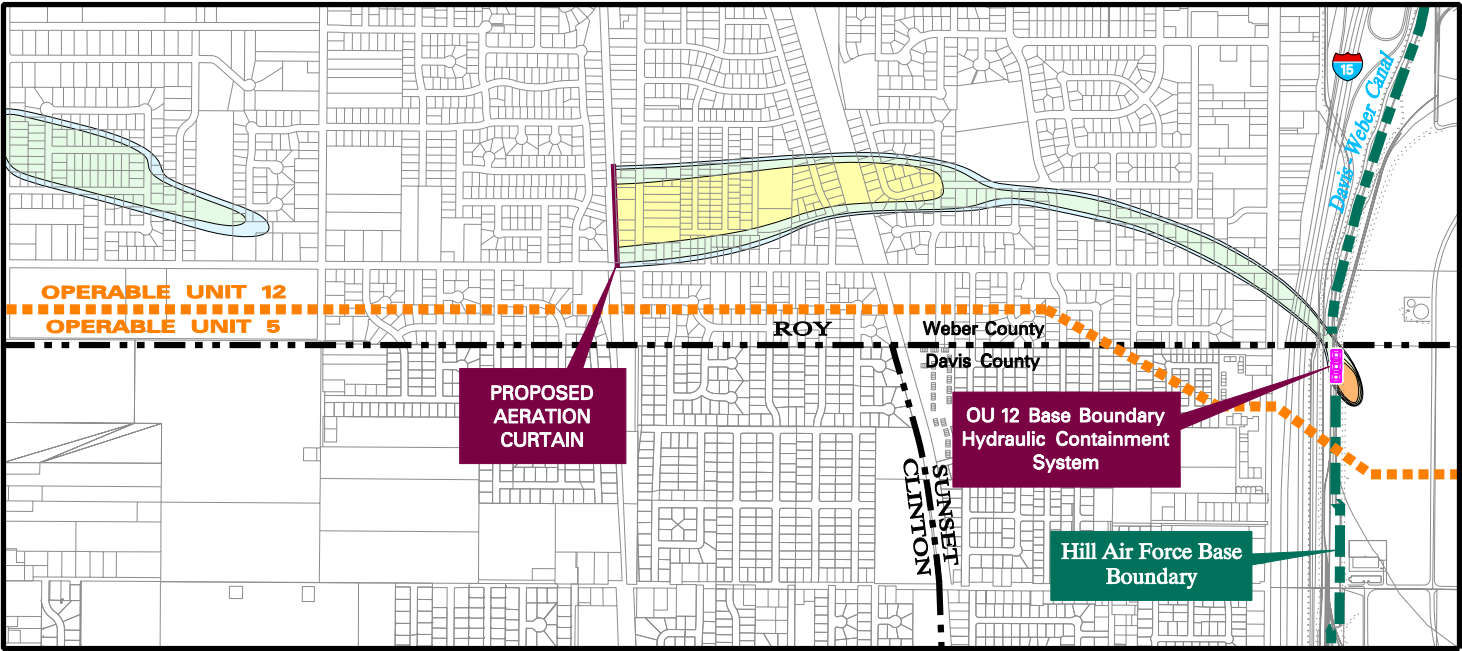 15
Davis - Weber Canal
OPERABLE UNIT 12
OPERABLE UNIT 5
ROY
Weber County
Davis County
PROPOSED
AERATION
CURTAIN
OU 12 Base Boundary
Hydraulic Containment
System
SUNSET
CLINTON
Hill Air Force Base
Boundary